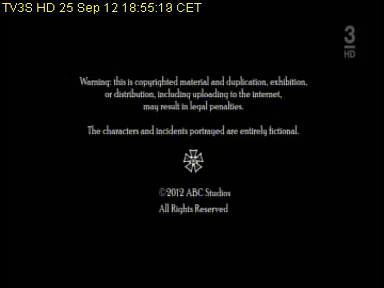 TV3S HD 25 Sep 12 18:55:13 CET
3
HD
Warning: this is copyrighted material and duplication, exhibition,
or distribution, including uploading to the internet,
may result in legal penalties.
The characters and incidents portrayed are entirely fictional.
©2012 ABC Studios
All Rights Reserved